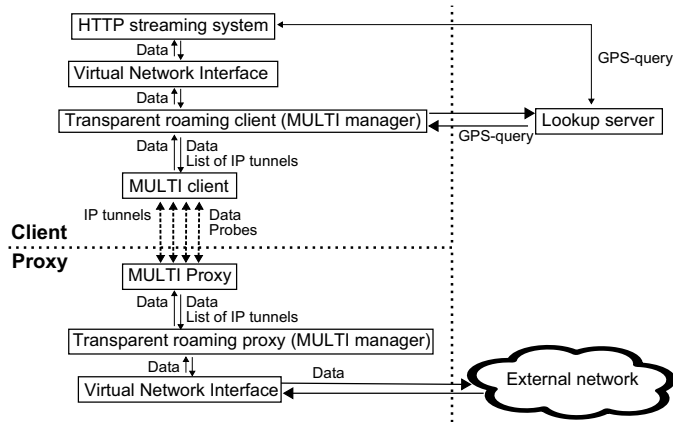 HTTP streaming system
Data
GPS-query
Virtual Network Interface
Data
Transparent roaming client (MULTI manager)
Lookup server
GPS-query
Data
Data
List of IP tunnels
MULTI client
IP tunnels
Data
Probes
Client
Proxy
MULTI Proxy
Data
Data
List of IP tunnels
Transparent roaming proxy (MULTI manager)
Data
Data
External network
Virtual Network Interface